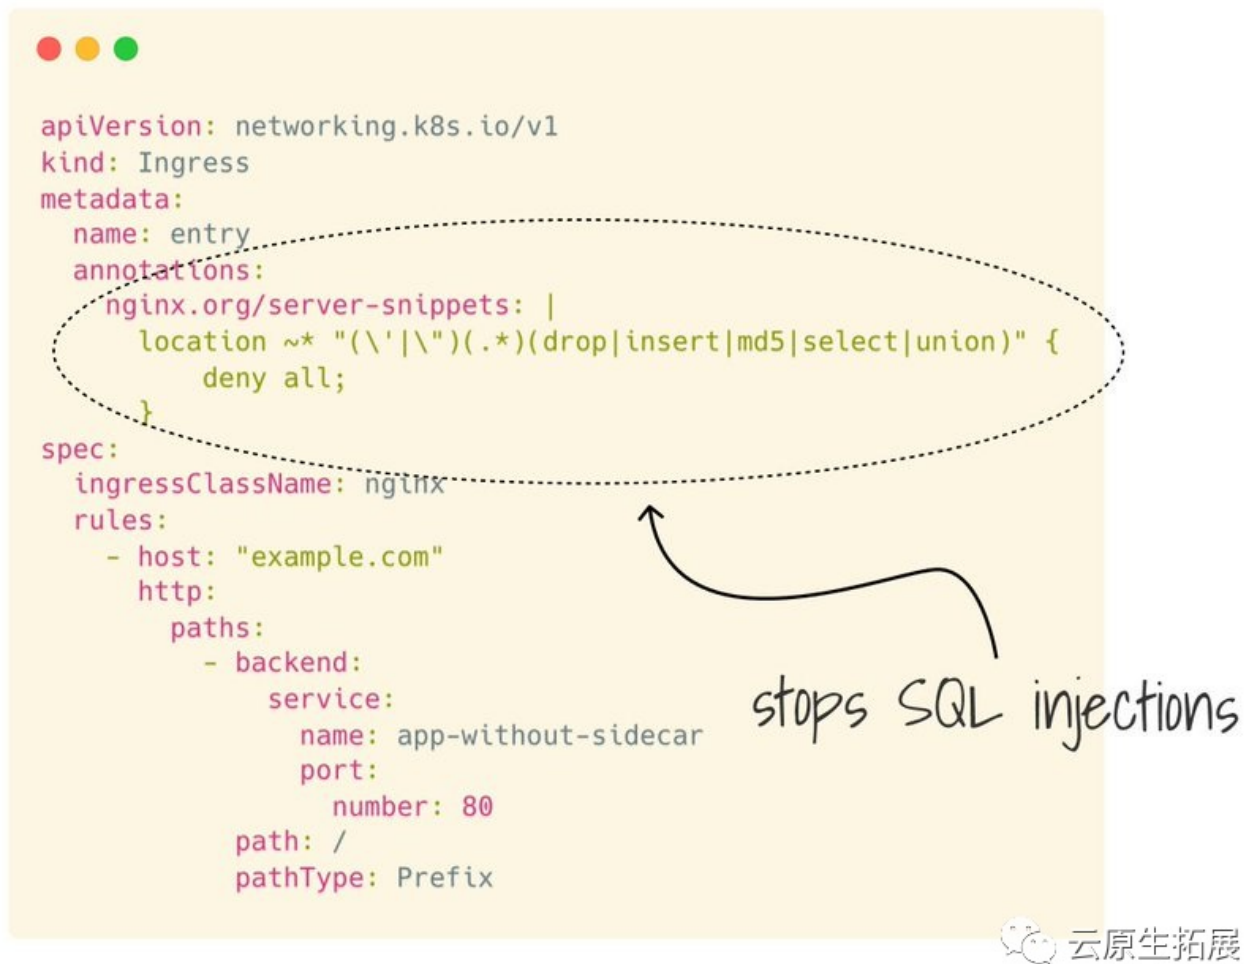 apiVersion: networking.k8s.io/v1
kind: Ingress
metadata:
  name: entry
  annotations:
    nginx.org/server-snippets: |
      location ~* "(\'|\")(.*)(drop|insert|md5|select|union)" {
          deny all;
      }
spec:
  ingressClassName: nginx
  rules:
    - host: "example.com"
      http:
        paths:
          - backend:
              service:
                name: app-without-sidecar
                port:
                  number: 80
            path: /
            pathType: Prefix
stops SQL injections
云原生拓展